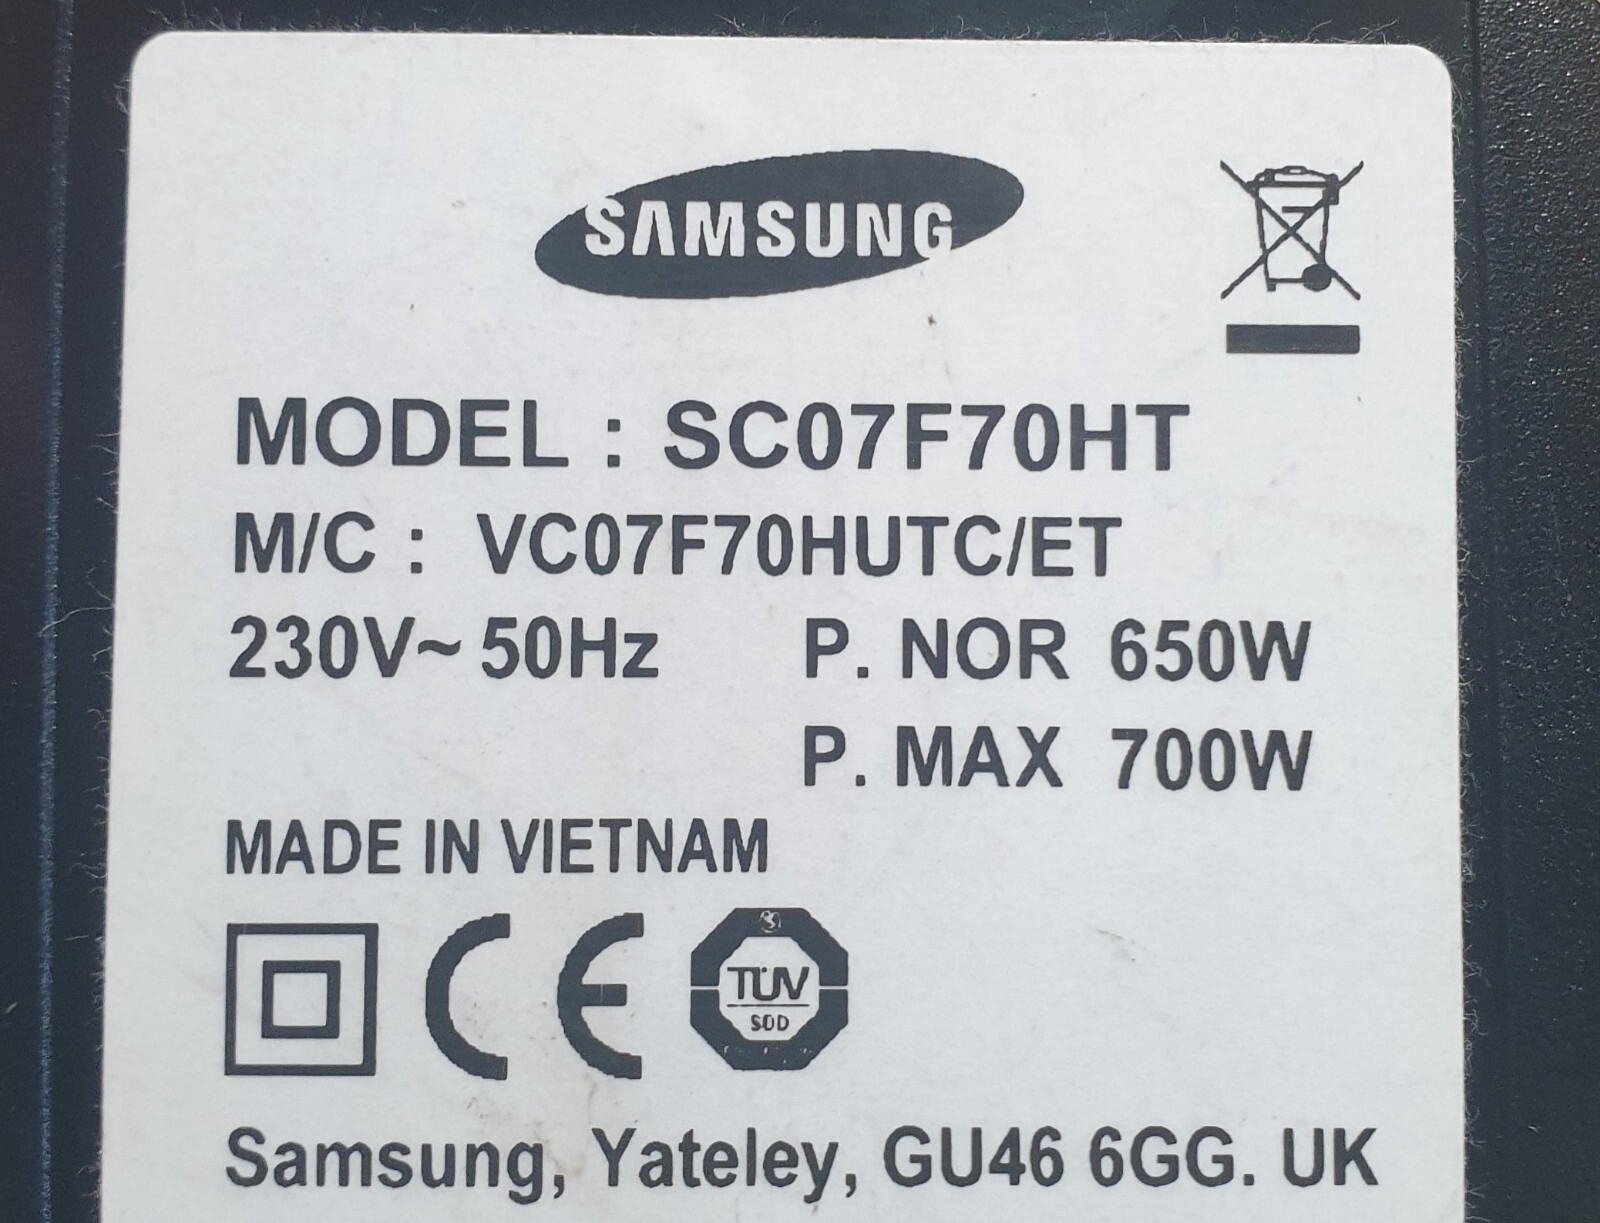 SAMSUNG
MODEL : SC07F70HT
M/C : VC07F70HUTC/ET
230V~ 50Hz P. NOR 650W
P. MAX 700W
MADE IN VIETNAM
CE
TÜV
SÜD
Samsung, Yateley, GU46 6GG. UK